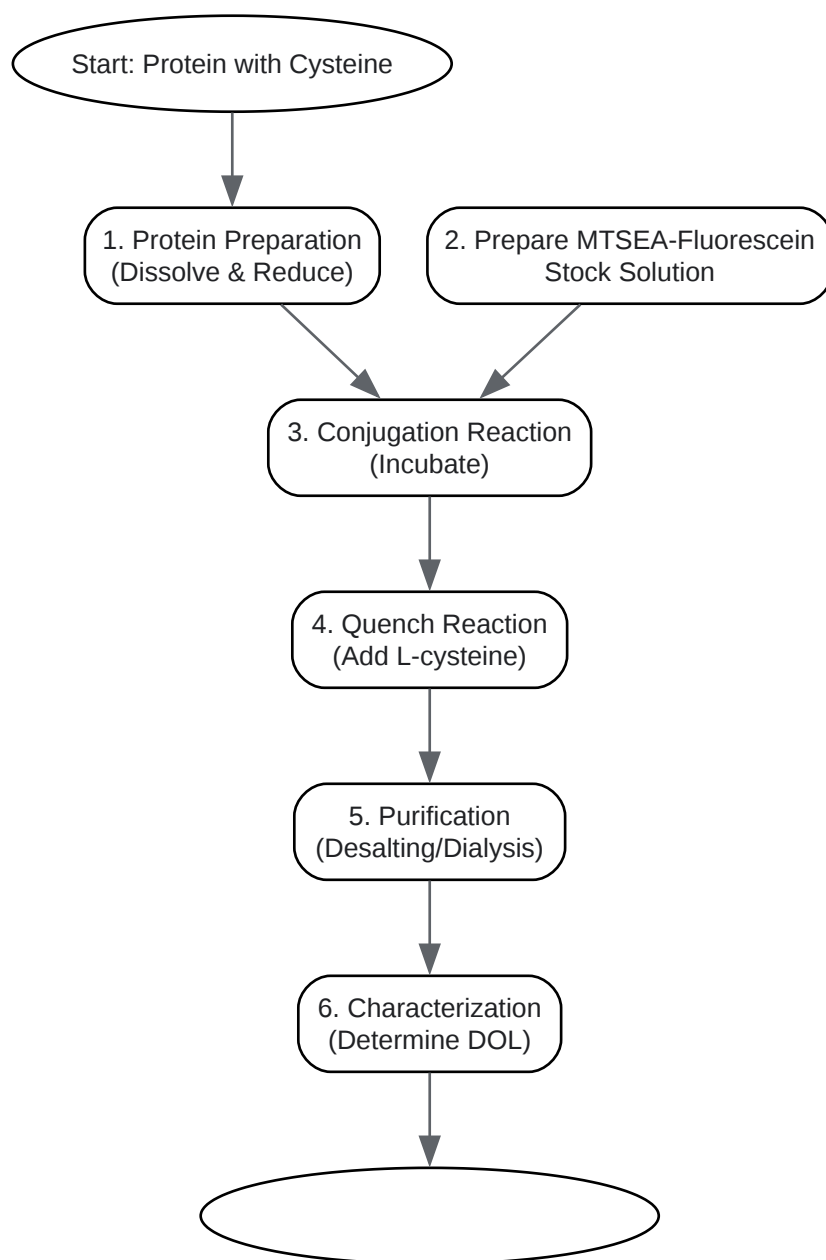 Start: Protein with Cysteine
1. Protein Preparation
(Dissolve & Reduce)
2. Prepare MTSEA-Fluorescein
Stock Solution
3. Conjugation Reaction
(Incubate)
4. Quench Reaction
(Add L-cysteine)
5. Purification
(Desalting/Dialysis)
6. Characterization
(Determine DOL)